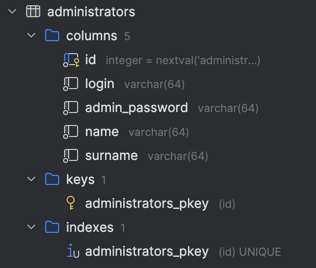 administrators
columns 5
id integer = nextval('administr...)
login varchar(64)
admin_password varchar(64)
name varchar(64)
surname varchar(64)
keys 1
administrators_pkey (id)
indexes 1
administrators_pkey (id) UNIQUE